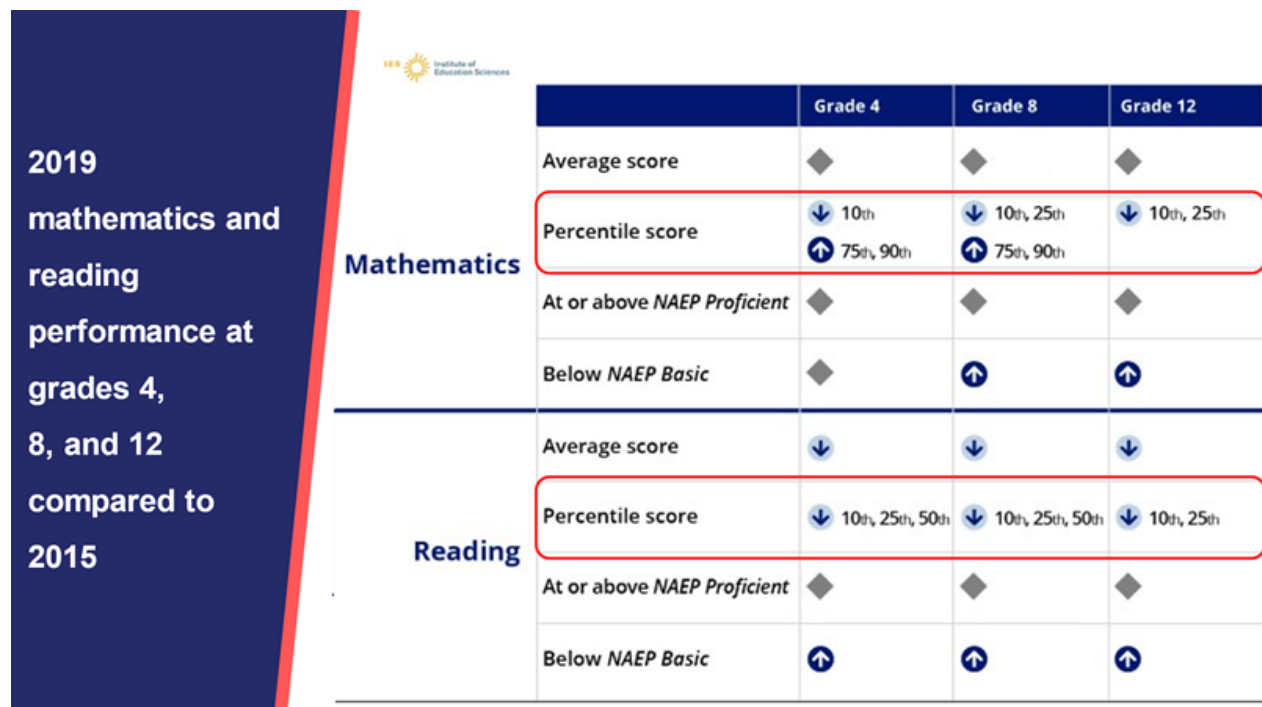 2019
mathematics and
reading
performance at
grades 4,
8, and 12
compared to
2015
IES Institute of
Education Sciences
Grade 4 Grade 8 Grade 12
Mathematics
Average score
Percentile score
10th 10th, 25th 10th, 25th
75th, 90th 75th, 90th
At or above NAEP Proficient
Below NAEP Basic
Reading
Average score
Percentile score 10th, 25th, 50th 10th, 25th, 50th 10th, 25th
At or above NAEP Proficient
Below NAEP Basic